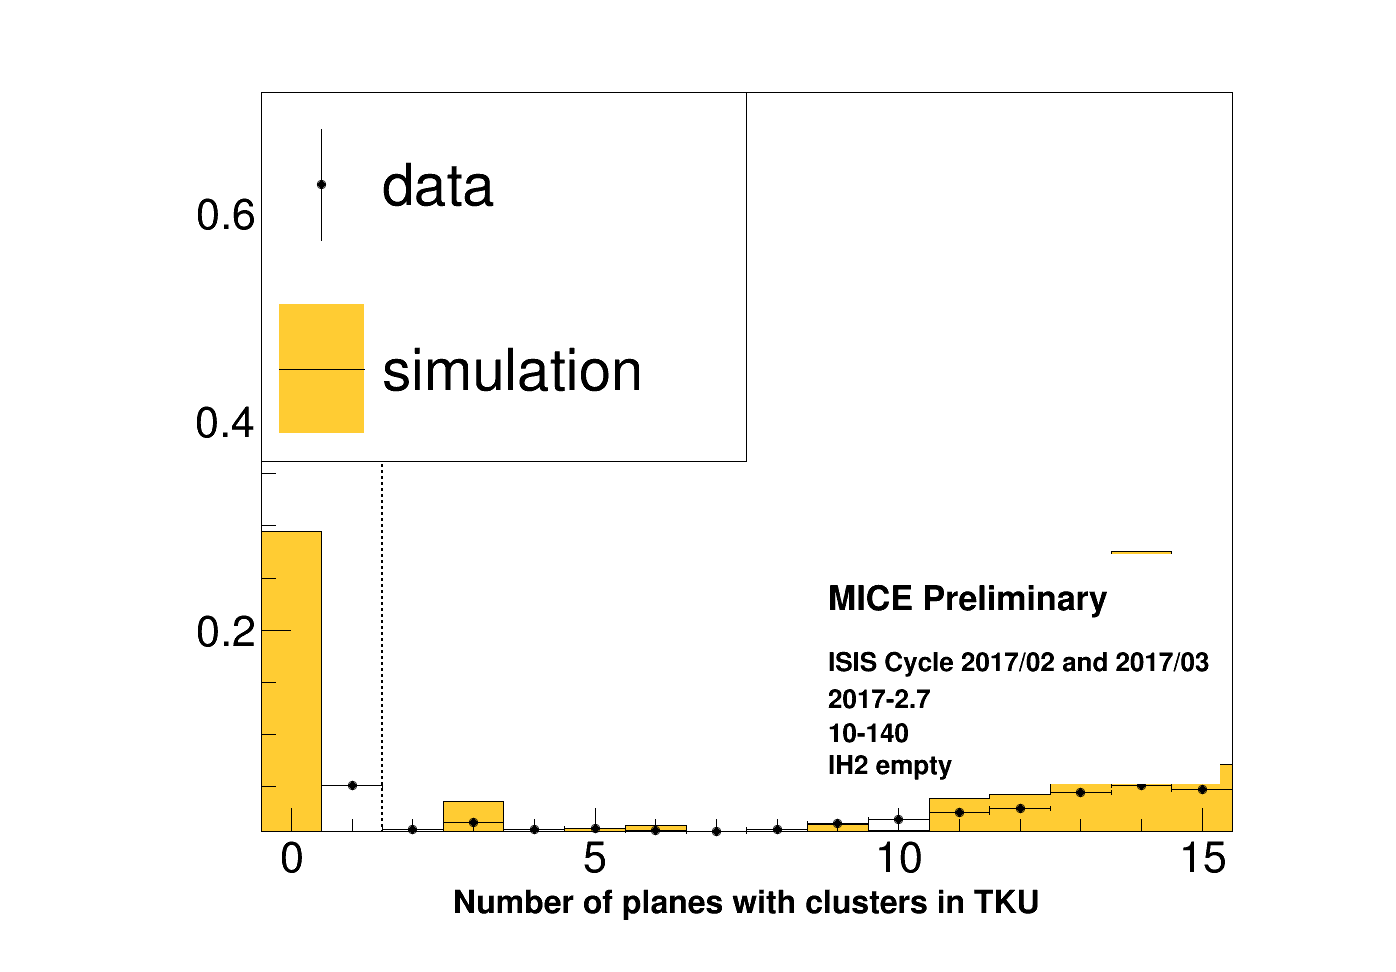 data
0.6
simulation
0.4
MICE Preliminary
0.2
ISIS Cycle 2017/02 and 2017/03
2017-2.7
10-140
IH2 empty
0 5 10 15
Number of planes with clusters in TKU